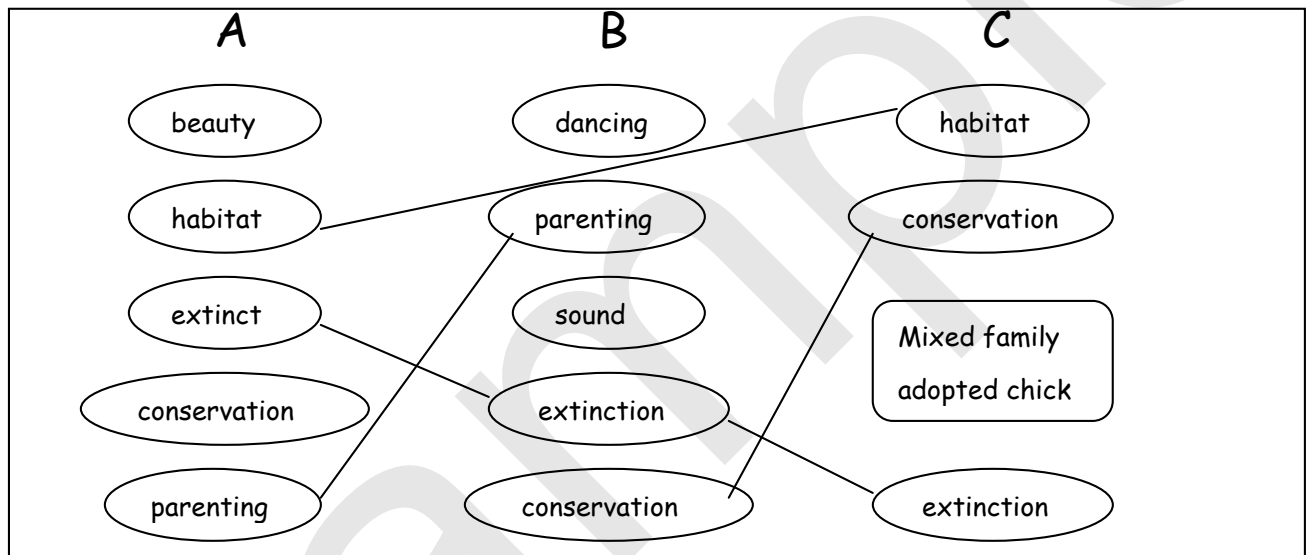 A B C
beauty dancing habitat
habitat parenting conservation
extinct sound Mixed family
adopted chick
conservation extinction
parenting conservation extinction